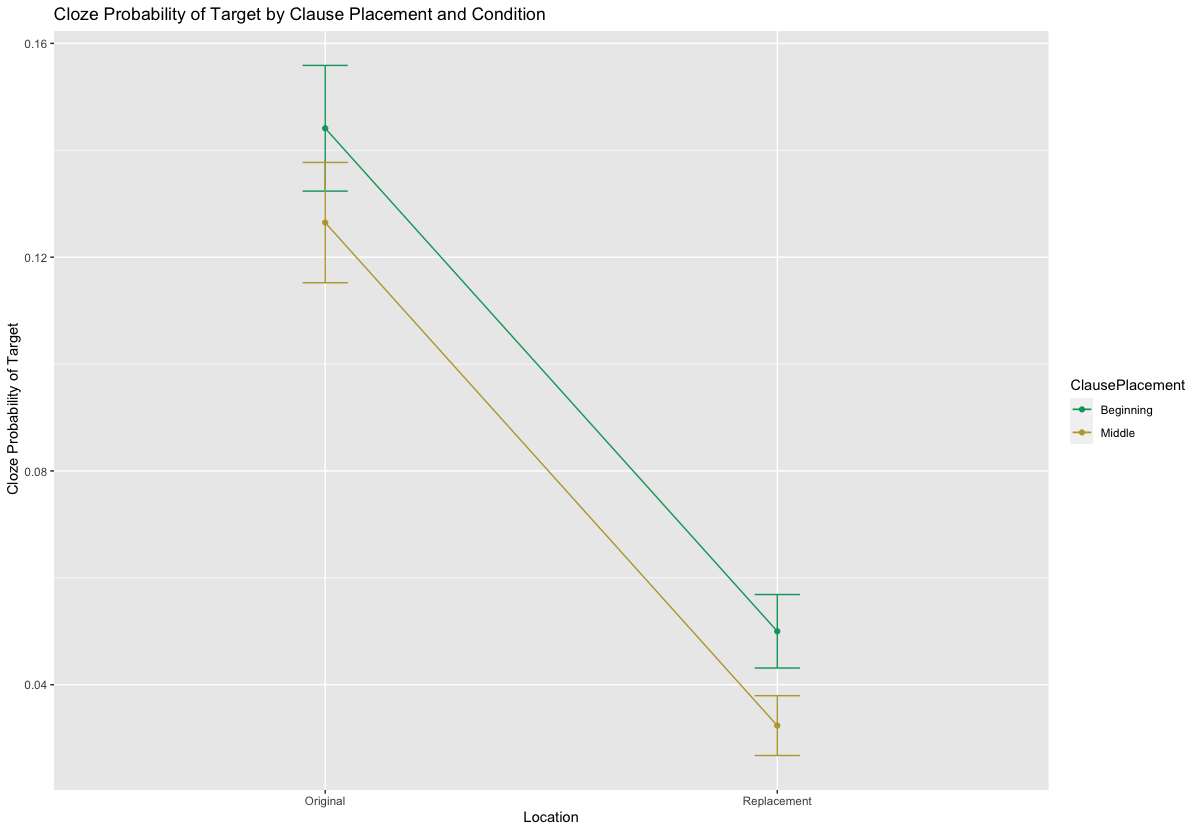 Cloze Probability of Target by Clause Placement and Condition
Cloze Probability of Target
0.16
0.12
0.08
0.04
Original
Replacement
Location
ClausePlacement
Beginning
Middle